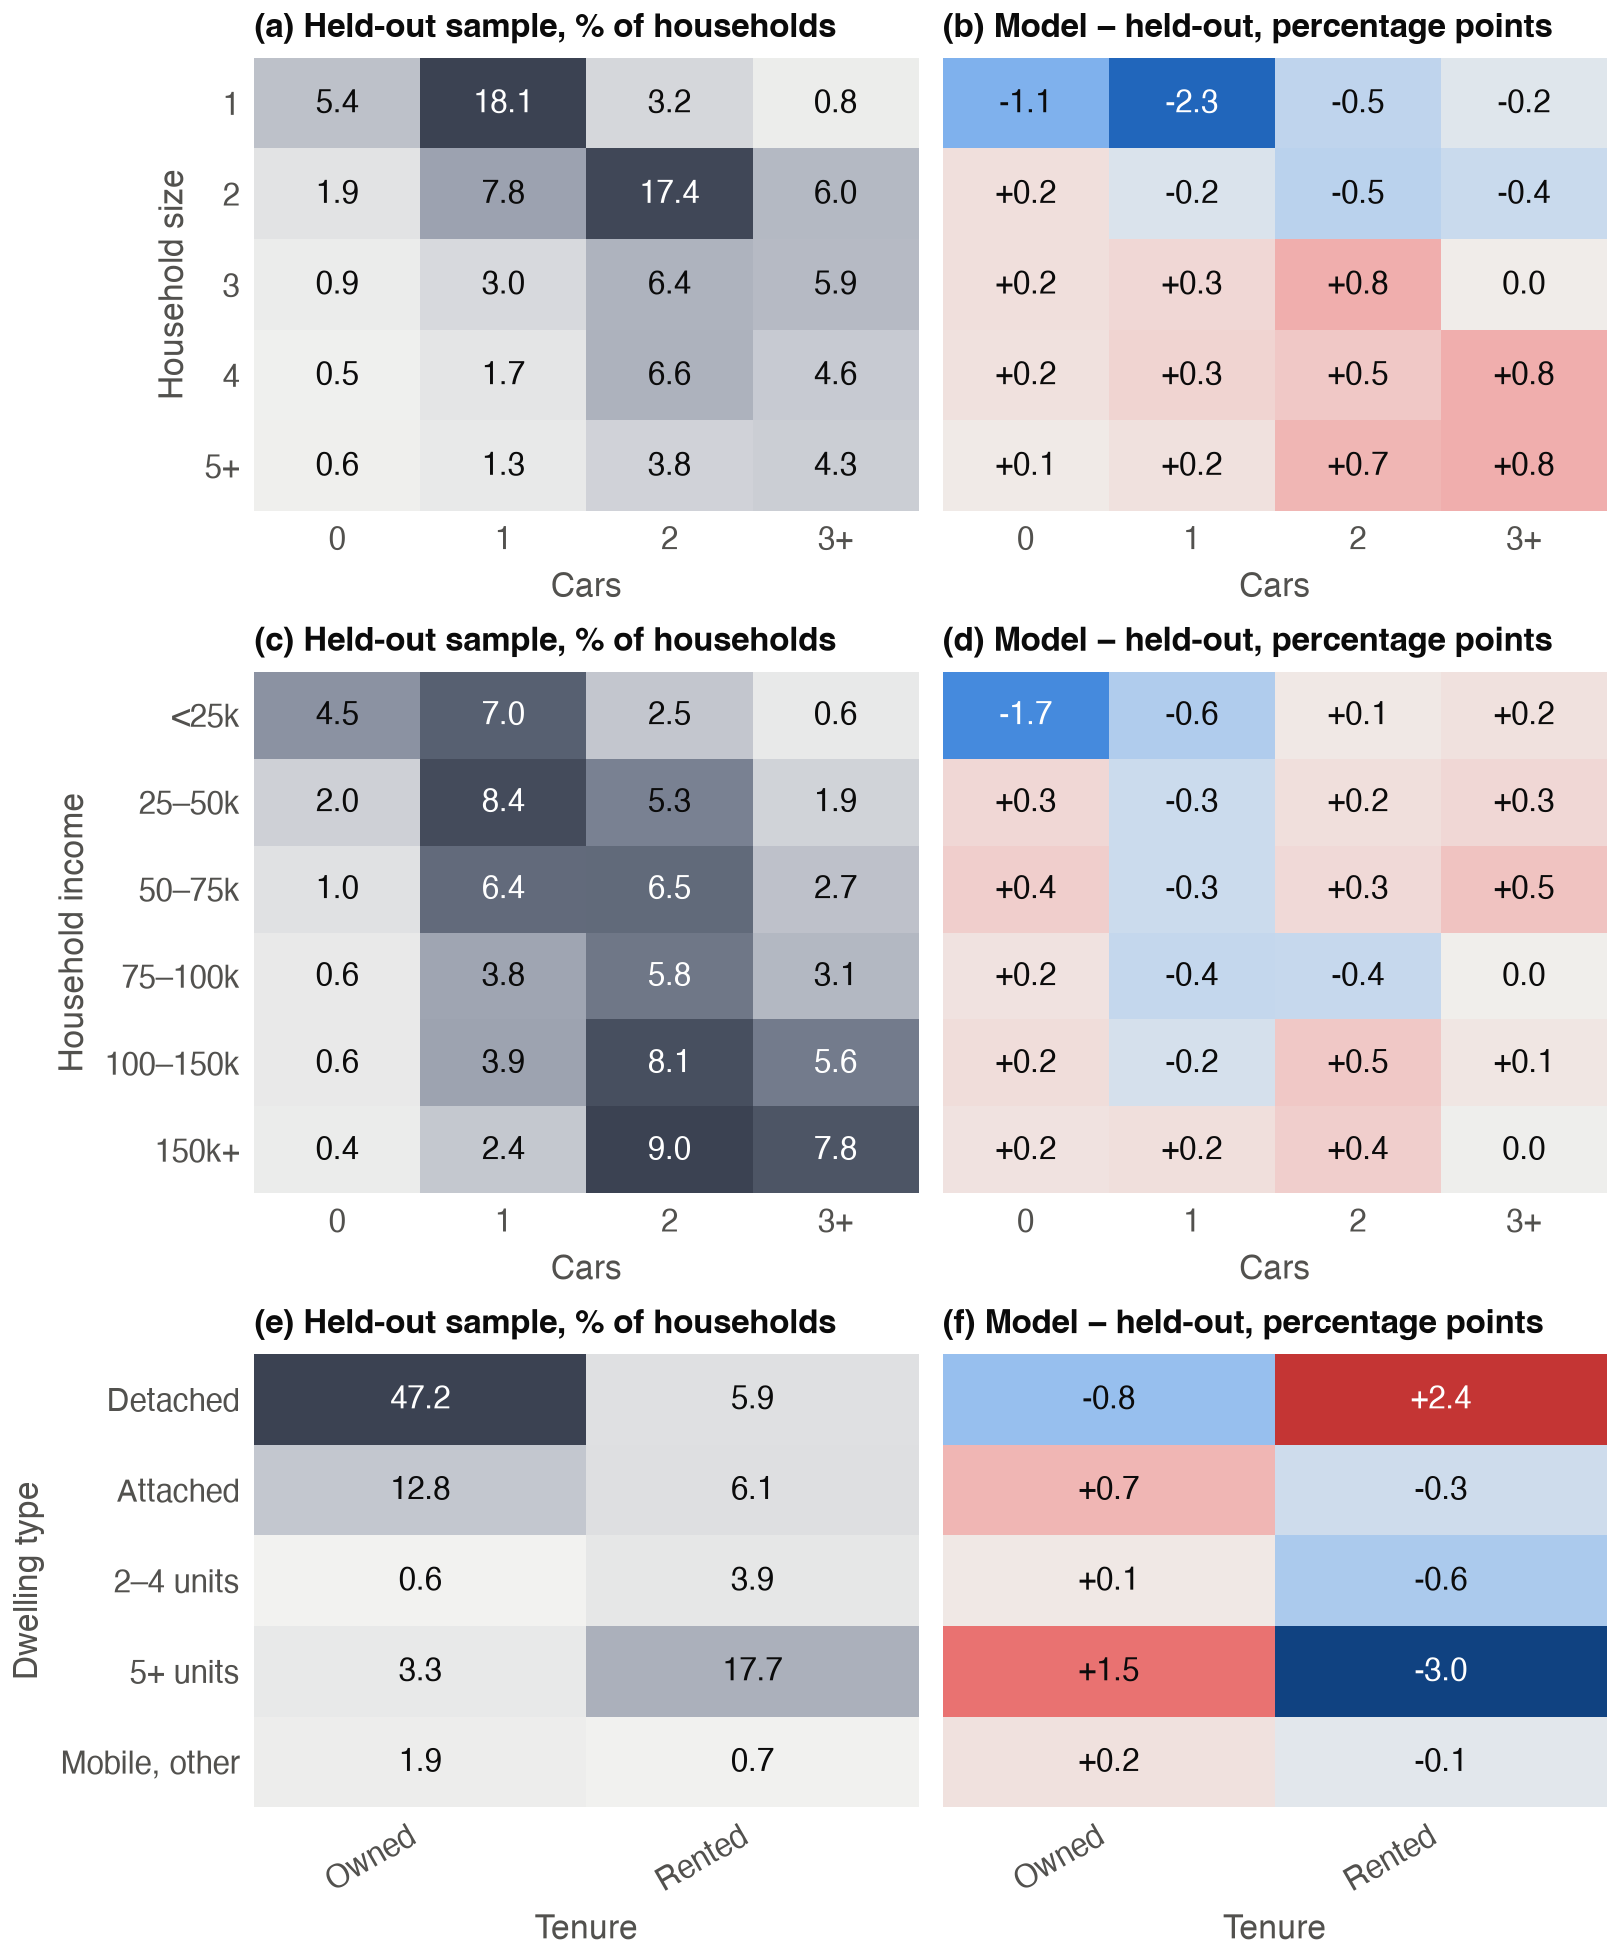 (a) Held-out sample, % of households
(b) Model – held-out, percentage points
Household size
1 5.4 18.1 3.2 0.8 -1.1 -2.3 -0.5 -0.2
2 1.9 7.8 17.4 6.0 +0.2 -0.2 -0.5 -0.4
3 0.9 3.0 6.4 5.9 +0.2 +0.3 +0.8 0.0
4 0.5 1.7 6.6 4.6 +0.2 +0.3 +0.5 +0.8
5+ 0.6 1.3 3.8 4.3 +0.1 +0.2 +0.7 +0.8
0 1 2 3+ 0 1 2 3+
Cars Cars
(c) Held-out sample, % of households
(d) Model – held-out, percentage points
Household income
<25k 4.5 7.0 2.5 0.6 -1.7 -0.6 +0.1 +0.2
25–50k 2.0 8.4 5.3 1.9 +0.3 -0.3 +0.2 +0.3
50–75k 1.0 6.4 6.5 2.7 +0.4 -0.3 +0.3 +0.5
75–100k 0.6 3.8 5.8 3.1 +0.2 -0.4 -0.4 0.0
100–150k 0.6 3.9 8.1 5.6 +0.2 -0.2 +0.5 +0.1
150k+ 0.4 2.4 9.0 7.8 +0.2 +0.2 +0.4 0.0
0 1 2 3+ 0 1 2 3+
Cars Cars
(e) Held-out sample, % of households
(f) Model – held-out, percentage points
Dwelling type
Detached 47.2 5.9 -0.8 +2.4
Attached 12.8 6.1 +0.7 -0.3
2–4 units 0.6 3.9 +0.1 -0.6
5+ units 3.3 17.7 +1.5 -3.0
Mobile, other 1.9 0.7 +0.2 -0.1
Owned Rented Owned Rented
Tenure Tenure